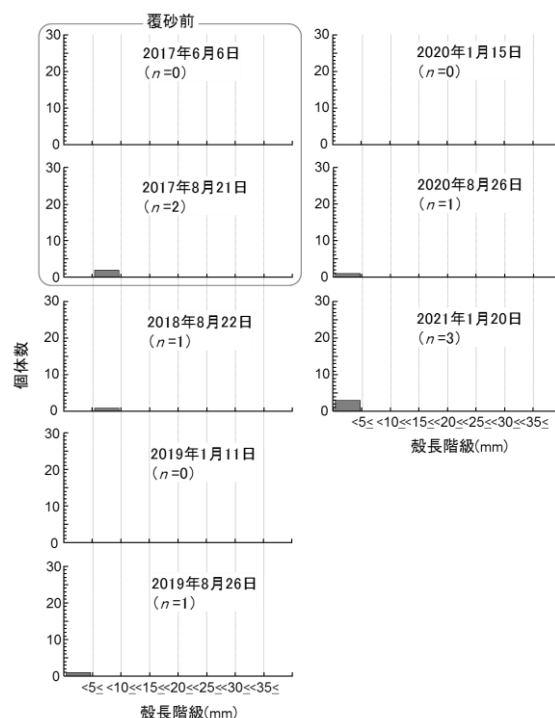 覆砂前
30
20
10
0
2017年6月6日
(n=0)
30
20
10
0
2017年8月21日
(n=2)
個体数
30
20
10
0
2018年8月22日
(n=1)
30
20
10
0
2019年1月11日
(n=0)
30
20
10
0
2019年8月26日
(n=1)
<5≤ <10≤<15≤<20≤<25≤<30≤<35≤
殻長階級(mm)
30
20
10
0
2020年1月15日
(n=0)
30
20
10
0
2020年8月26日
(n=1)
30
20
10
0
2021年1月20日
(n=3)
<5≤ <10≤<15≤<20≤<25≤<30≤<35≤
殻長階級(mm)